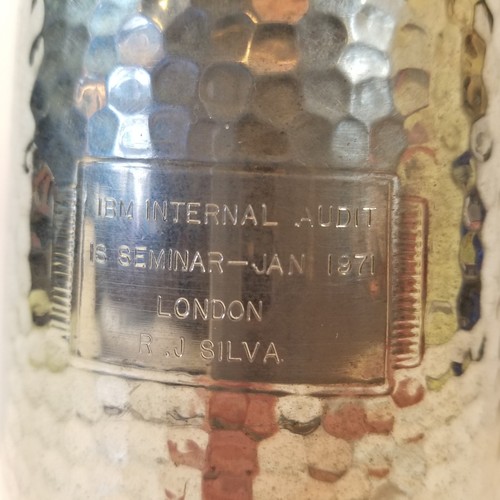 IBM INTERNAL AUDIT
IS SEMINAR—JAN 1971
LONDON
R.J SILVA